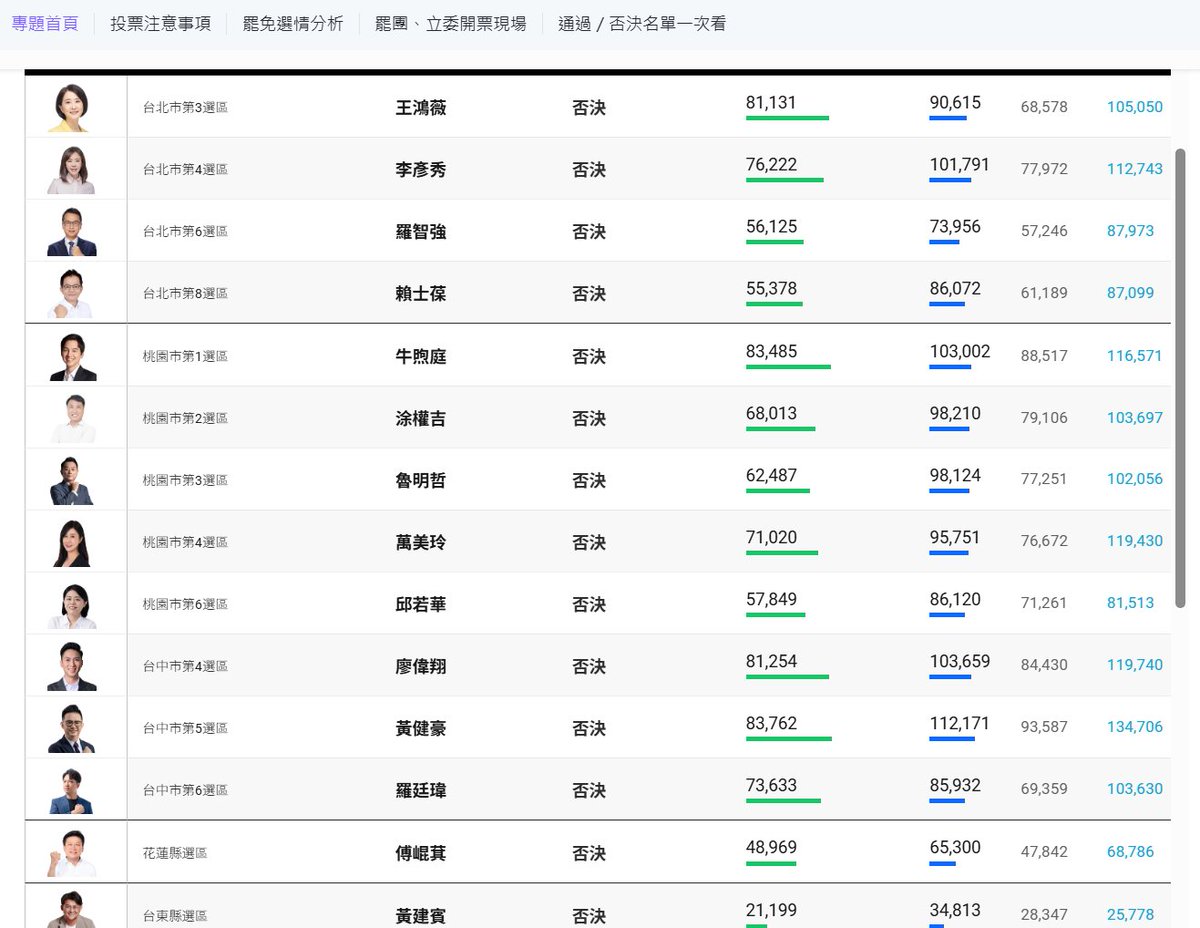 專題首頁 投票注意事項 罷免選情分析 罷團、立委開票現場 通過 / 否決名單一次看
台北市第3選區 王鴻薇 否決 81,131 90,615 68,578 105,050
台北市第4選區 李彥秀 否決 76,222 101,791 77,972 112,743
台北市第6選區 羅智強 否決 56,125 73,956 57,246 87,973
台北市第8選區 賴士葆 否決 55,378 86,072 61,189 87,099
桃園市第1選區 牛煦庭 否決 83,485 103,002 88,517 116,571
桃園市第2選區 涂權吉 否決 68,013 98,210 79,106 103,697
桃園市第3選區 魯明哲 否決 62,487 98,124 77,251 102,056
桃園市第4選區 萬美玲 否決 71,020 95,751 76,672 119,430
桃園市第6選區 邱若華 否決 57,849 86,120 71,261 81,513
台中市第4選區 廖偉翔 否決 81,254 103,659 84,430 119,740
台中市第5選區 黃健豪 否決 83,762 112,171 93,587 134,706
台中市第6選區 羅廷瑋 否決 73,633 85,932 69,359 103,630
花蓮縣選區 傅崐萁 否決 48,969 65,300 47,842 68,786
台東縣選區 黃建賓 否決 21,199 34,813 28,347 25,778